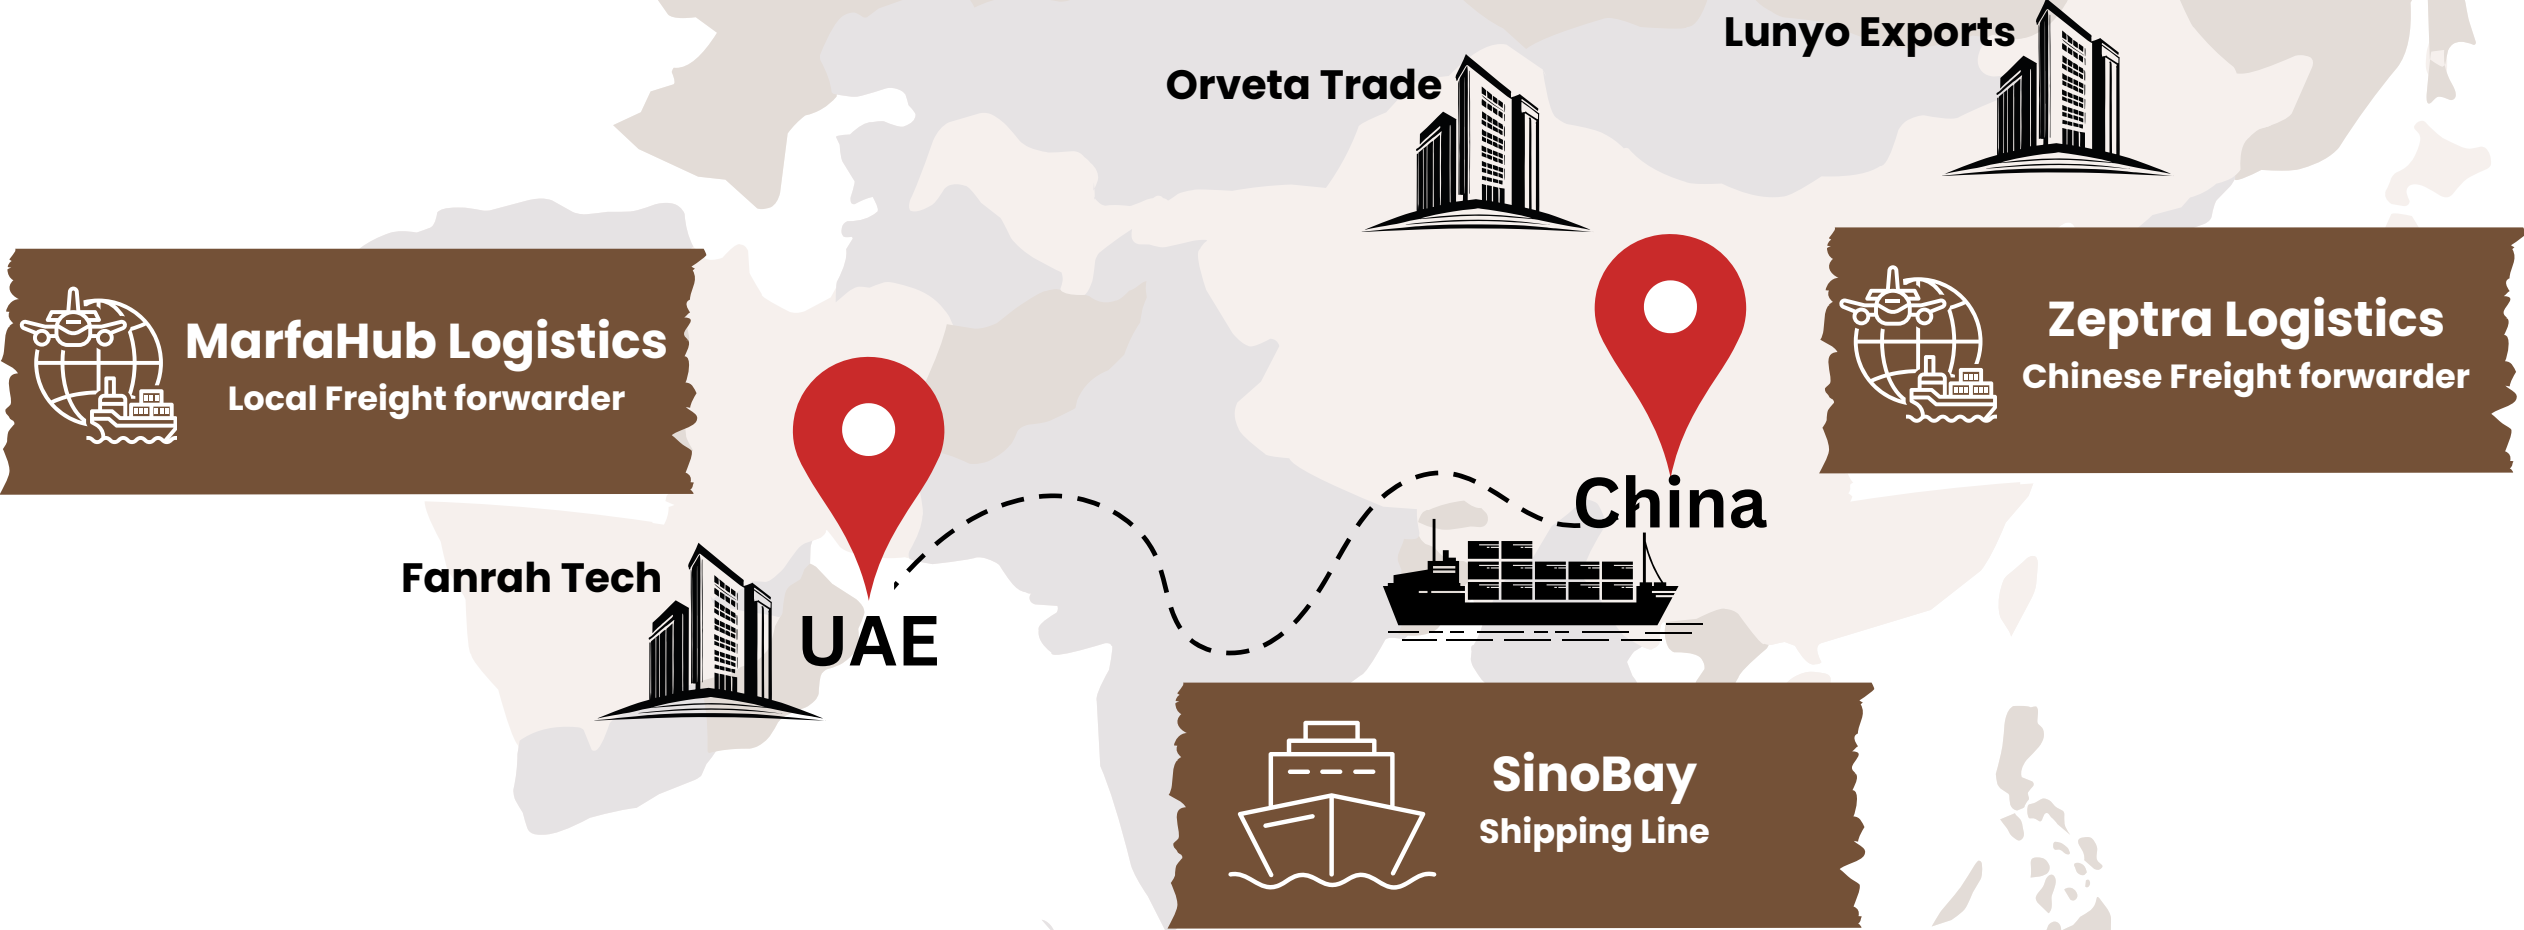 Lunyo Exports
Orveta Trade
MarfaHub Logistics
Local Freight forwarder
Zeptra Logistics
Chinese Freight forwarder
China
Fanrah Tech
UAE
SinoBay
Shipping Line